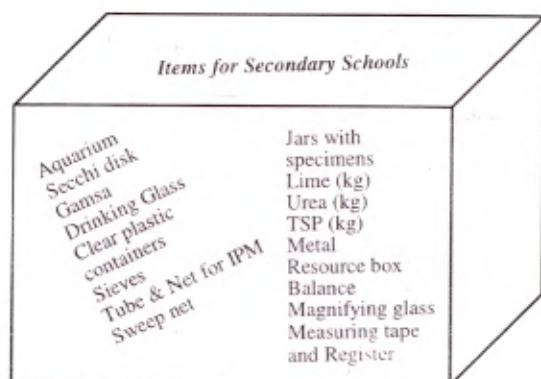 Items for Secondary Schools
Aquarium
Secchi disk
Gamsa
Drinking Glass
Clear plastic
containers
Sieves
Tube & Net for IPM
Sweep net
Jars with
specimens
Lime (kg)
Urea (kg)
TSP (kg)
Metal
Resource box
Balance
Magnifying glass
Measuring tape
and Register